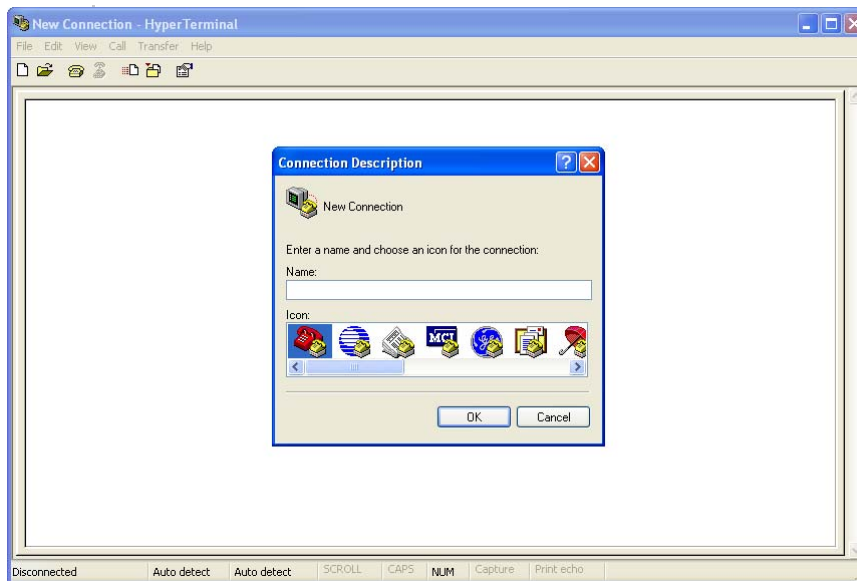 New Connection - HyperTerminal
File Edit View Call Transfer Help
Connection Description
New Connection
Enter a name and choose an icon for the connection:
Name:
Icon:
MCI
OK Cancel
Disconnected Auto detect Auto detect SCROLL CAPS NUM Capture Print echo